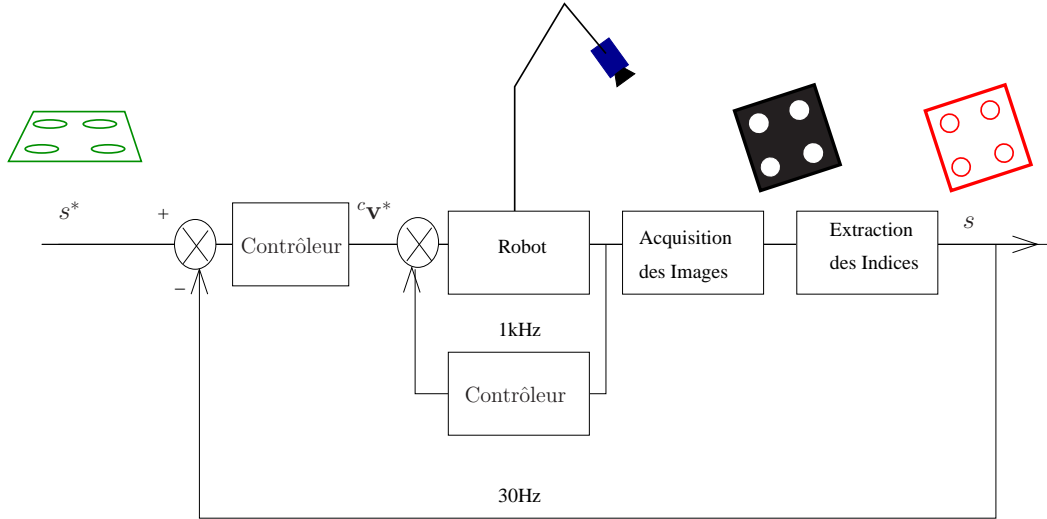 s*
+
−
Contrôleur
ᶜv*
Robot
Acquisition
des Images
Extraction
des Indices
s
1kHz
Contrôleur
30Hz